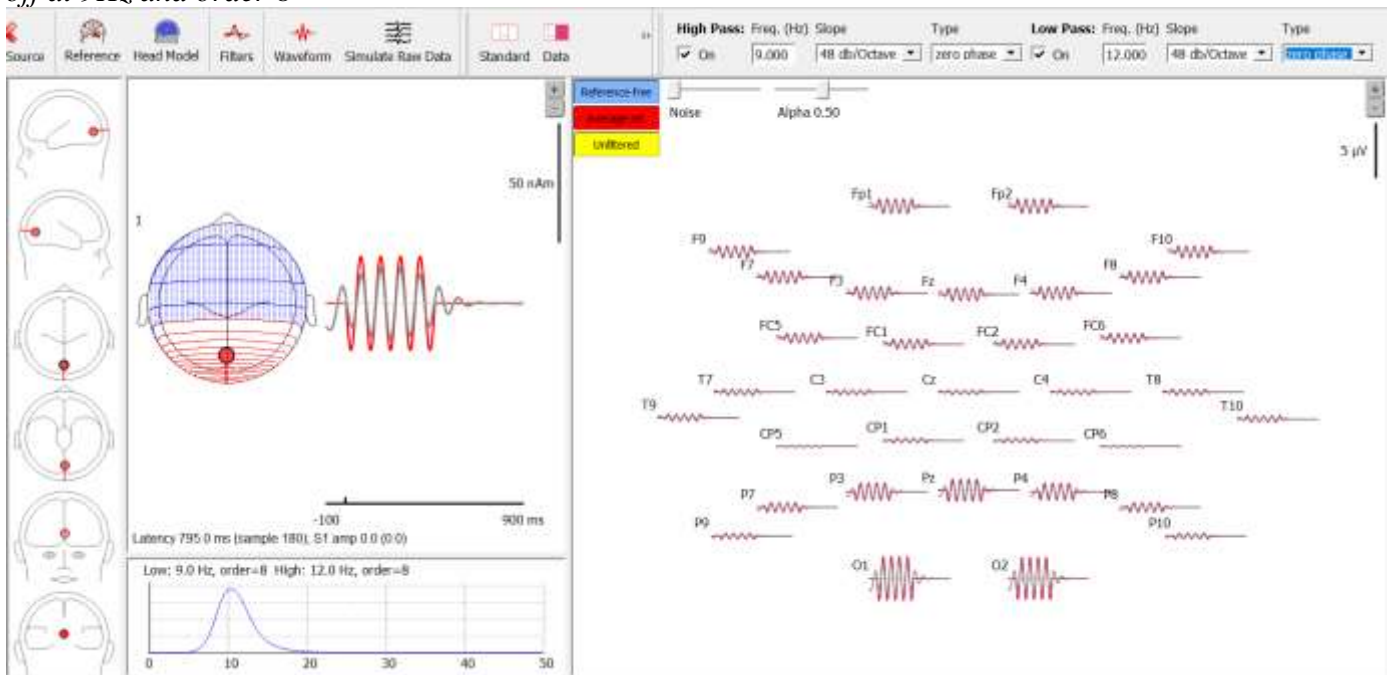 off at 9Hz and order 8
Source Reference Head Model Filters Waveform Simulate Raw Data Standard Data
High Pass: Freq. (Hz) Slope Type Low Pass: Freq. (Hz) Slope Type
On 9.000 48 db/Octave zero phase On 12.000 48 db/Octave zero phase
Reference-free
Unfiltered
Noise Alpha 0.50
5 µV
50 nAm
1
Fp1 Fp2
F9 F10
F7 F8
F3 Fz F4
FC5 FC1 FC2 FC6
T7 C3 Cz C4 T8
T9 T10
CP5 CP1 CP2 CP6
P3 Pz P4
P7 P8
P9 P10
O1 O2
-100 900 ms
Latency 795.0 ms (sample 180), S1 amp 0.0 (0.0)
Low: 9.0 Hz, order=8 High: 12.0 Hz, order=8
0 10 20 30 40 50